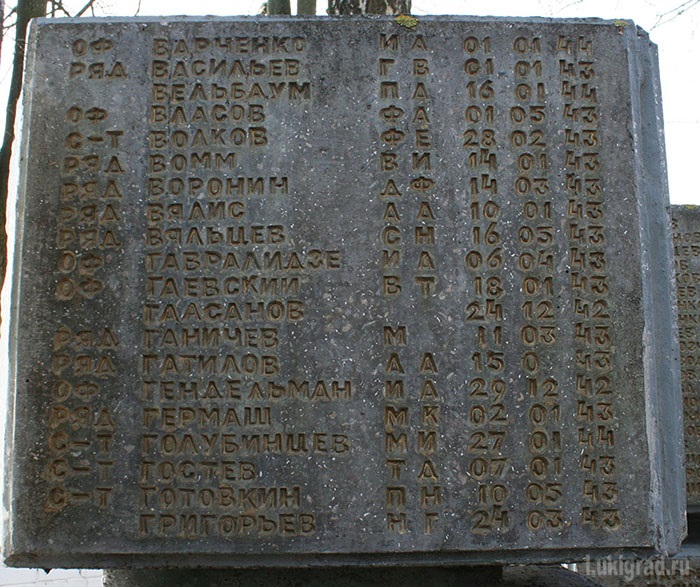 ОФ ВАРЧЕНКО И А 01 01 44
РЯД ВАСИЛЬЕВ Г В 01 01 43
ВЕЛЬБАУМ П Д 16 01 44
ОФ ВЛАСОВ Ф А 01 05 43
С-Т ВОЛКОВ Ф Е 28 02 43
РЯД ВОММ В И 14 01 43
РЯД ВОРОНИН Д Ф 14 03 43
РЯД ВЯЛИС А А 10 01 43
РЯД ВЯЛЬЦЕВ С Н 16 05 43
ОФ ГАВРАЛИДЗЕ И Д 06 04 43
ОФ ГАЕВСКИЙ В Т 18 01 43
ГААСАНОВ 24 12 42
РЯД ГАНИЧЕВ М 11 03 43
РЯД ГАТИЛОВ А А 15 0 43
ОФ ГЕНДЕЛЬМАН И А 29 12 42
РЯД ГЕРМАШ М К 02 01 43
С-Т ГОЛУБИНЦЕВ М И 27 01 44
С-Т ГОСТЕВ Т А 07 01 43
С-Т ГОТОВКИН П Н 10 05 43
ГРИГОРЬЕВ Н Г 24 03 43
Lukigrad.ru